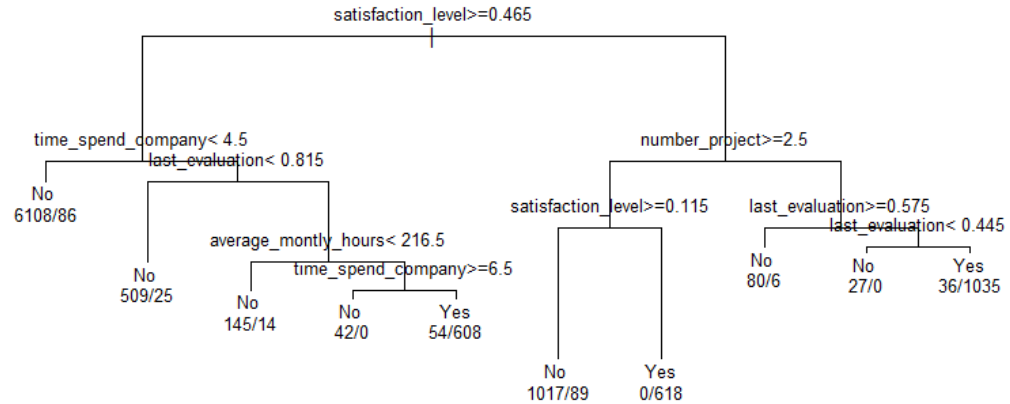 satisfaction_level>=0.465
time_spend_company< 4.5
number_project>=2.5
last_evaluation< 0.815
No
6108/86
satisfaction_level>=0.115
last_evaluation>=0.575
last_evaluation< 0.445
average_montly_hours< 216.5
No
509/25
time_spend_company>=6.5
No
80/6
No
27/0
Yes
36/1035
No
145/14
No
42/0
Yes
54/608
No
1017/89
Yes
0/618